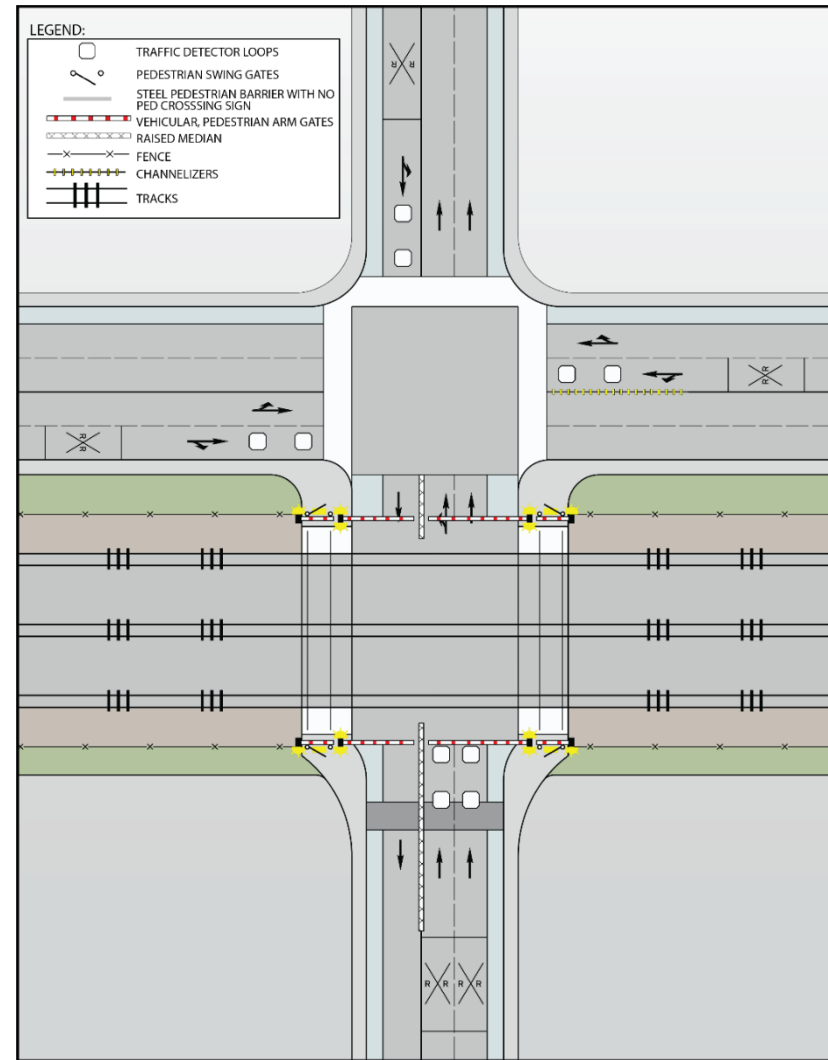 LEGEND:
TRAFFIC DETECTOR LOOPS
PEDESTRIAN SWING GATES
STEEL PEDESTRIAN BARRIER WITH NO
PED CROSSSING SIGN
VEHICULAR, PEDESTRIAN ARM GATES
RAISED MEDIAN
FENCE
CHANNELIZERS
TRACKS
R R
R R
R R
R R R R